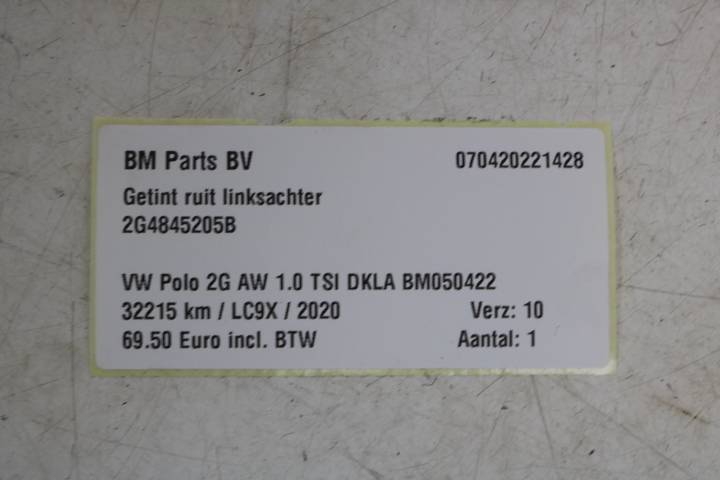 BM Parts BV 070420221428
Getint ruit linksachter
2G4845205B
VW Polo 2G AW 1.0 TSI DKLA BM050422
32215 km / LC9X / 2020 Verz: 10
69.50 Euro incl. BTW Aantal: 1